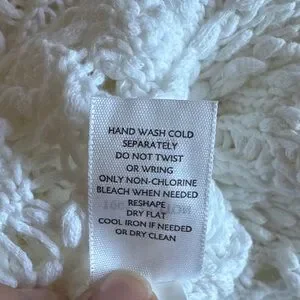 HAND WASH COLD
SEPARATELY
DO NOT TWIST
OR WRING
ONLY NON-CHLORINE
BLEACH WHEN NEEDED
RESHAPE
DRY FLAT
COOL IRON IF NEEDED
OR DRY CLEAN